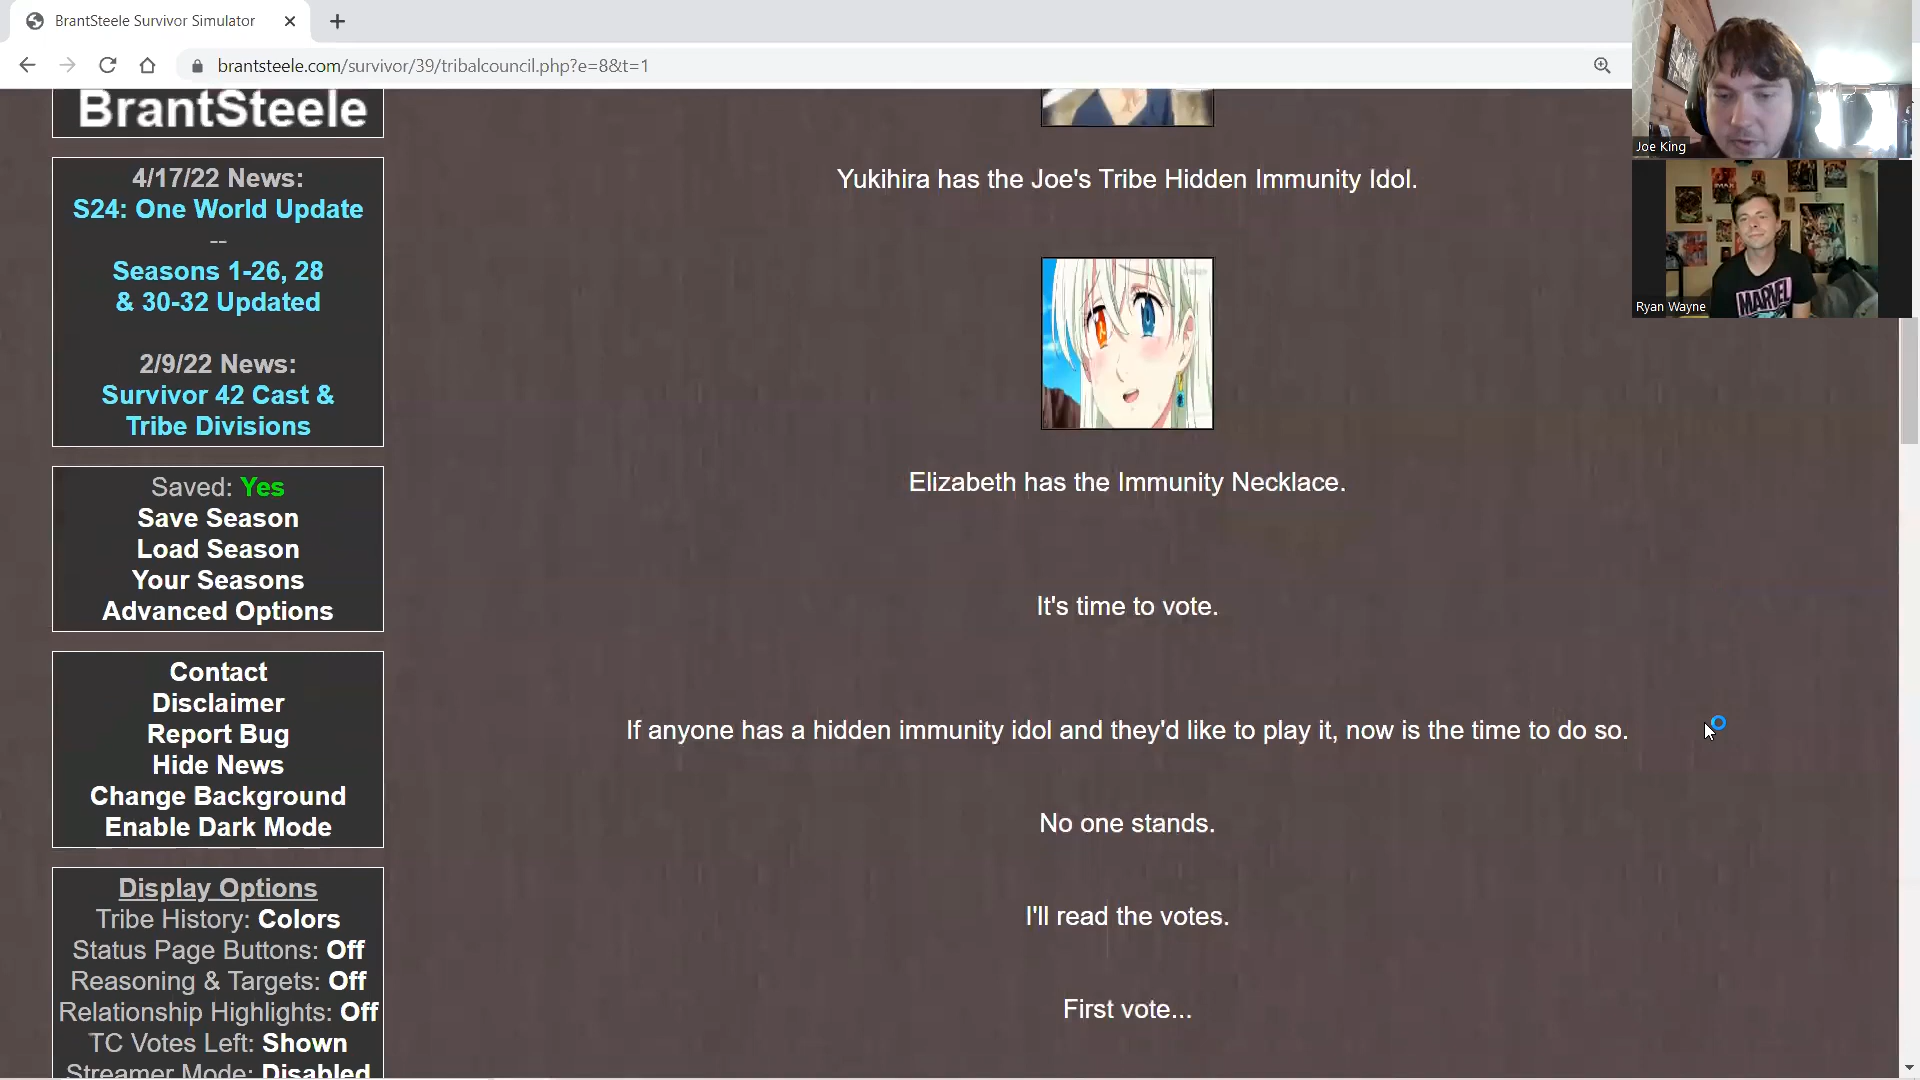 BrantSteele Survivor Simulator
brantsteele.com/survivor/39/tribalcouncil.php?e=8&t=1
BrantSteele
4/17/22 News:
S24: One World Update
--
Seasons 1-26, 28
& 30-32 Updated
2/9/22 News:
Survivor 42 Cast &
Tribe Divisions
Saved: Yes
Save Season
Load Season
Your Seasons
Advanced Options
Contact
Disclaimer
Report Bug
Hide News
Change Background
Enable Dark Mode
Display Options
Tribe History: Colors
Status Page Buttons: Off
Reasoning & Targets: Off
Relationship Highlights: Off
TC Votes Left: Shown
Streamer Mode: Disabled
Yukihira has the Joe's Tribe Hidden Immunity Idol.
Elizabeth has the Immunity Necklace.
It's time to vote.
If anyone has a hidden immunity idol and they'd like to play it, now is the time to do so.
No one stands.
I'll read the votes.
First vote...
Joe King
MARVEL
Ryan Wayne